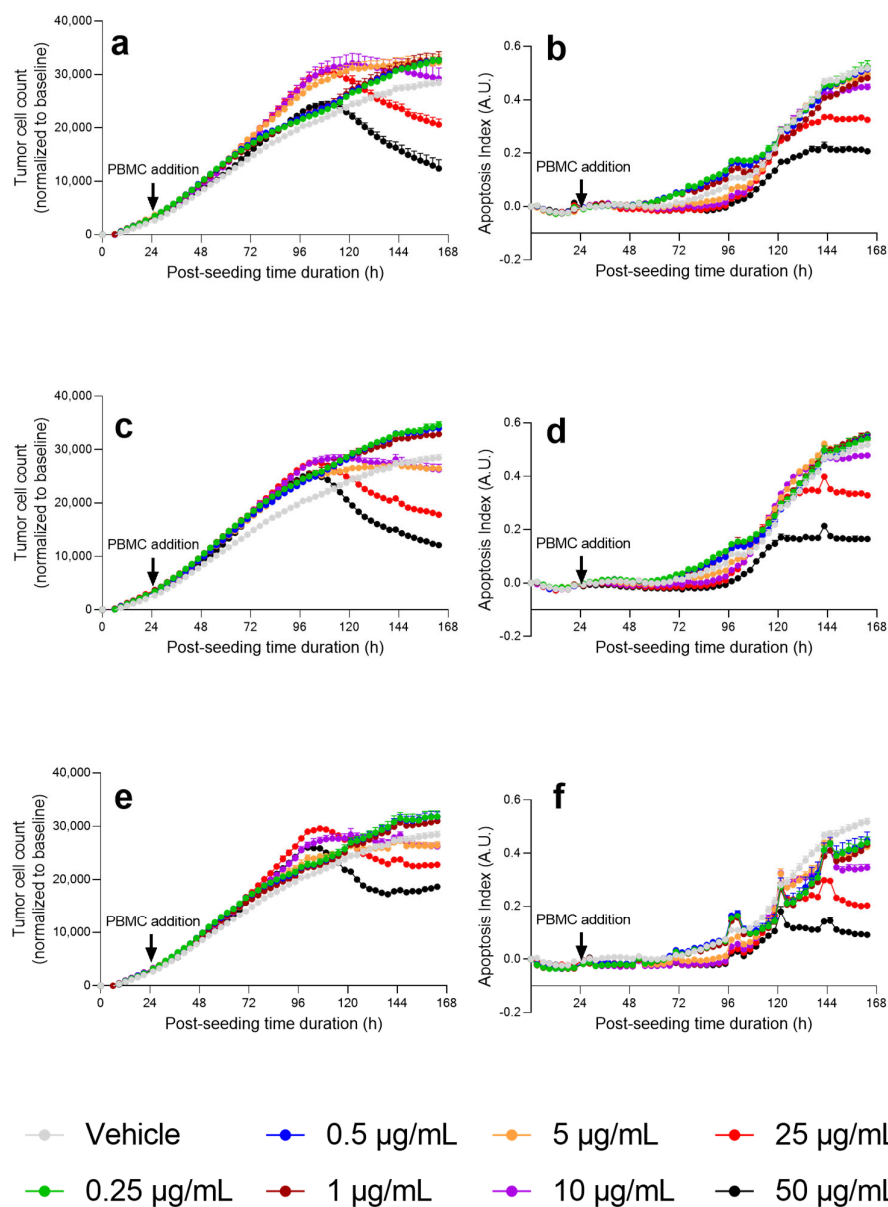 a
Tumor cell count
(normalized to baseline)
40,000
30,000
20,000
10,000
0
PBMC addition
0 24 48 72 96 120 144 168
Post-seeding time duration (h)
b
Apoptosis Index (A.U.)
0.6
0.4
0.2
0.0
-0.2
PBMC addition
24 48 72 96 120 144 168
Post-seeding time duration (h)
c
Tumor cell count
(normalized to baseline)
40,000
30,000
20,000
10,000
0
PBMC addition
0 24 48 72 96 120 144 168
Post-seeding time duration (h)
d
Apoptosis Index (A.U.)
0.6
0.4
0.2
0.0
-0.2
PBMC addition
24 48 72 96 120 144 168
Post-seeding time duration (h)
e
Tumor cell count
(normalized to baseline)
40,000
30,000
20,000
10,000
0
PBMC addition
0 24 48 72 96 120 144 168
Post-seeding time duration (h)
f
Apoptosis Index (A.U.)
0.6
0.4
0.2
0.0
-0.2
PBMC addition
24 48 72 96 120 144 168
Post-seeding time duration (h)
Vehicle 0.5 µg/mL 5 µg/mL 25 µg/mL
0.25 µg/mL 1 µg/mL 10 µg/mL 50 µg/mL